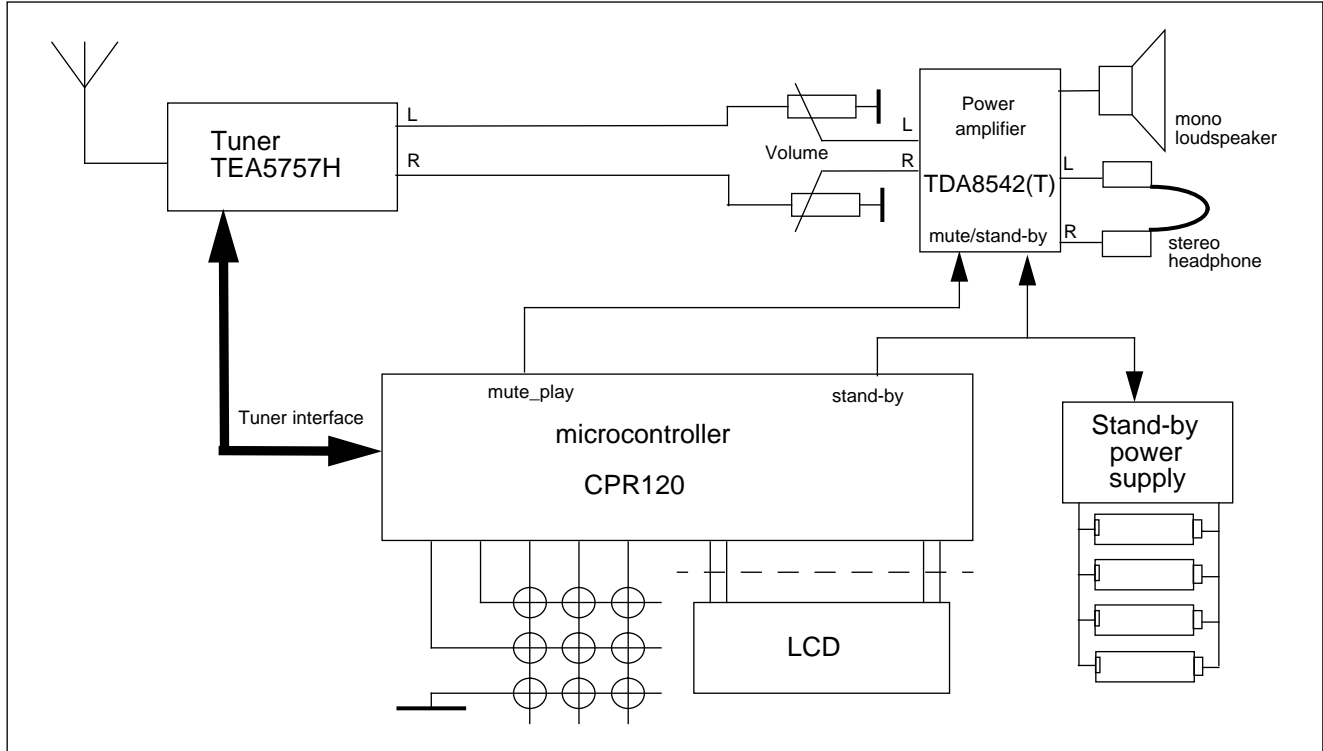 Tuner
TEA5757H
L
R
Volume
L
R
Power
amplifier
TDA8542(T)
mute/stand-by
mono
loudspeaker
L
R
stereo
headphone
Tuner interface
mute_play
stand-by
microcontroller
CPR120
Stand-by
power
supply
LCD